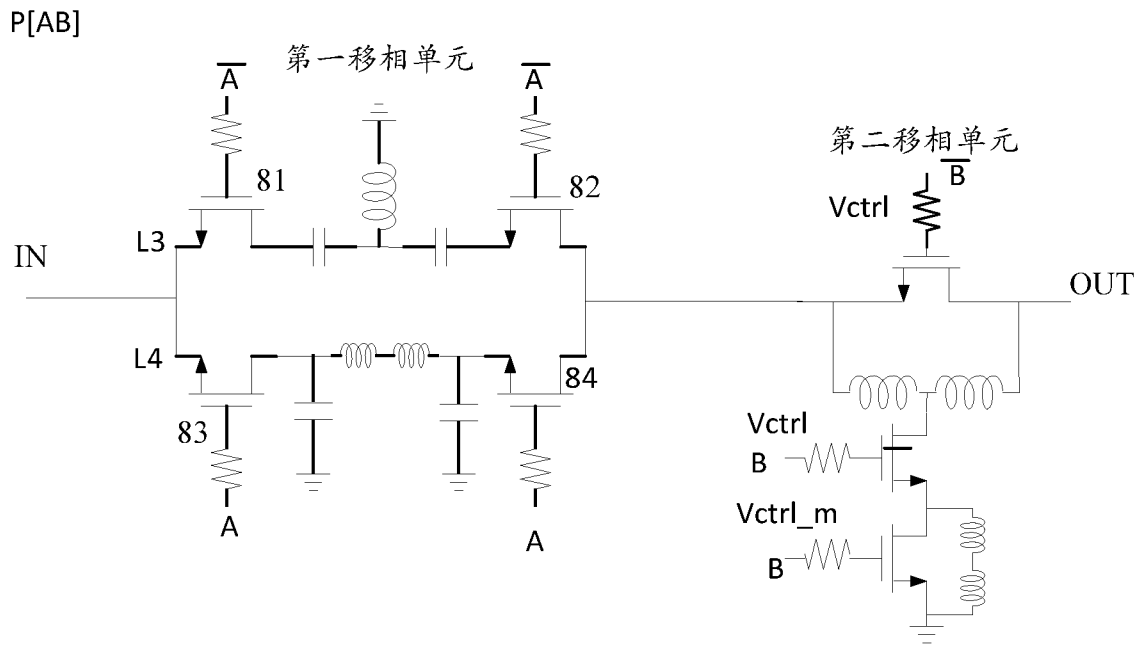 P[AB]
第一移相单元
A̅
A̅
81
82
第二移相单元
B̅
Vctrl
L3
IN
OUT
L4
84
83
Vctrl
B
Vctrl_m
B
A
A